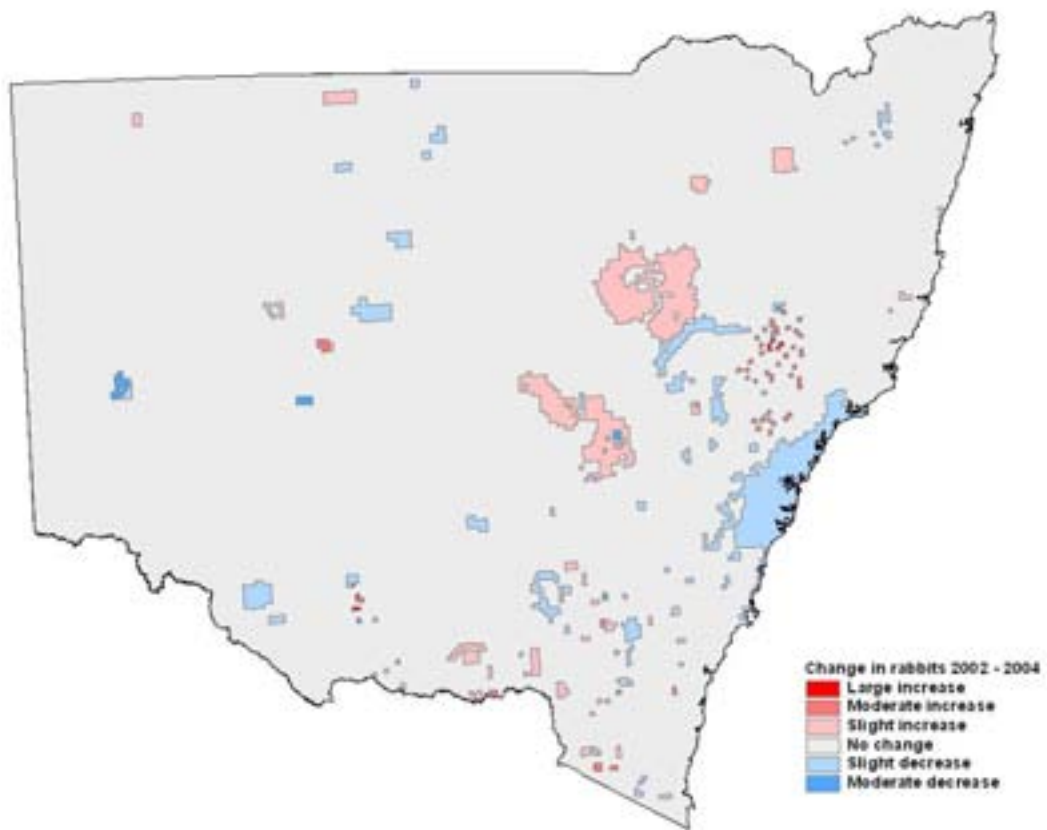 Change in rabbits 2002 - 2004
Large increase
Moderate increase
Slight increase
No change
Slight decrease
Moderate decrease